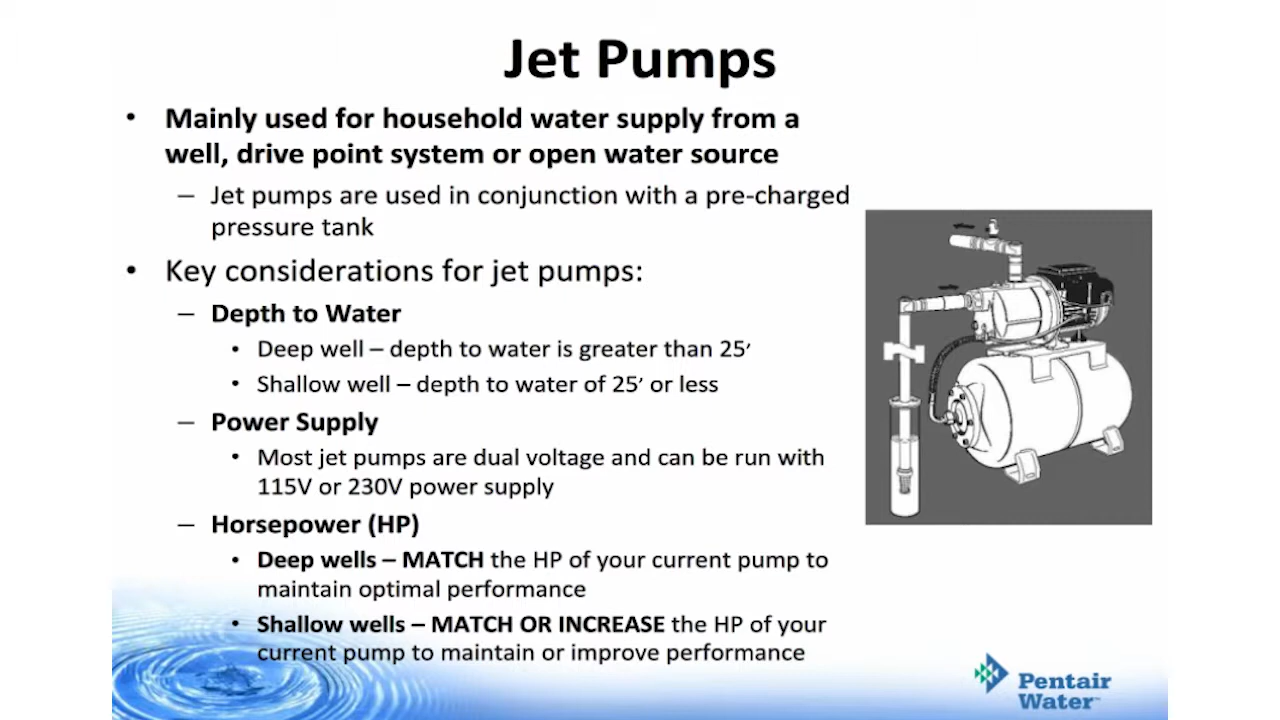 Jet Pumps
• Mainly used for household water supply from a
well, drive point system or open water source
– Jet pumps are used in conjunction with a pre-charged
pressure tank
• Key considerations for jet pumps:
– Depth to Water
• Deep well – depth to water is greater than 25′
• Shallow well – depth to water of 25′ or less
– Power Supply
• Most jet pumps are dual voltage and can be run with
115V or 230V power supply
– Horsepower (HP)
• Deep wells – MATCH the HP of your current pump to
maintain optimal performance
• Shallow wells – MATCH OR INCREASE the HP of your
current pump to maintain or improve performance
Pentair
Water™